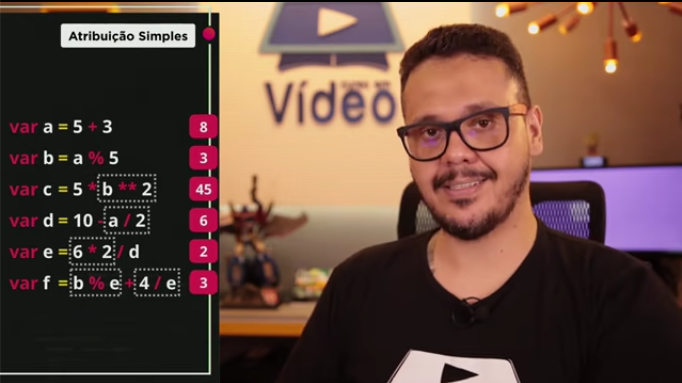 Atribuição Simples
var a = 5 + 3 8
var b = a % 5 3
var c = 5 * b ** 2 45
var d = 10 - a / 2 6
var e = 6 * 2 / d 2
var f = b % e + 4 / e 3
Vídeo